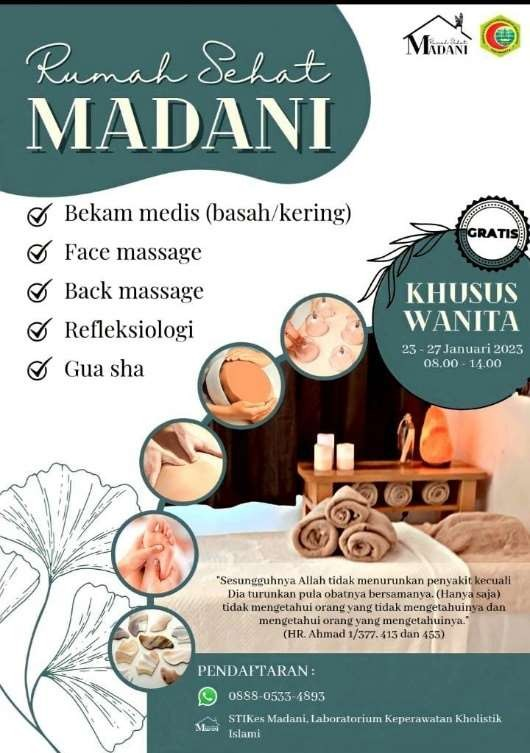 Rumah Sehat
MADANI
Rumah Sehat
MADANI
Bekam medis (basah/kering)
Face massage
Back massage
Refleksiologi
Gua sha
GRATIS
KHUSUS
WANITA
23 - 27 Januari 2023
08.00 - 14.00
"Sesungguhnya Allah tidak menurunkan penyakit kecuali
Dia turunkan pula obatnya bersamanya. (Hanya saja)
tidak mengetahui orang yang tidak mengetahuinya dan
mengetahui orang yang mengetahuinya."
(HR. Ahmad 1/377, 413 dan 453)
PENDAFTARAN :
0888-0533-4893
STIKes Madani, Laboratorium Keperawatan Kholistik
Islami